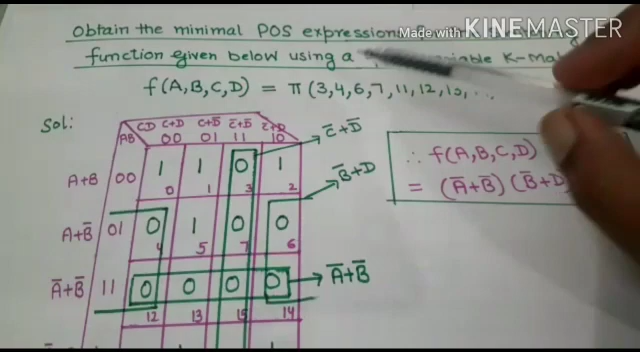 Obtain the minimal POS expression
Made with KINEMASTER
function given below using a K-ma
f(A,B,C,D) = π (3,4,6,7,11,12,13,...
Sol:
CD C+D C+D̅ C̅+D̅ C̅+D
AB 00 01 11 10
A+B 00 1 0 1 1 0 3 1 2
A+B̅ 01 0 4 1 5 0 7 0 6
A̅+B̅ 11 0 12 0 13 0 15 0 14
C̅+D̅
B̅+D
A̅+B̅
∴ f(A,B,C,D)
= (A̅+B̅) (B̅+D)